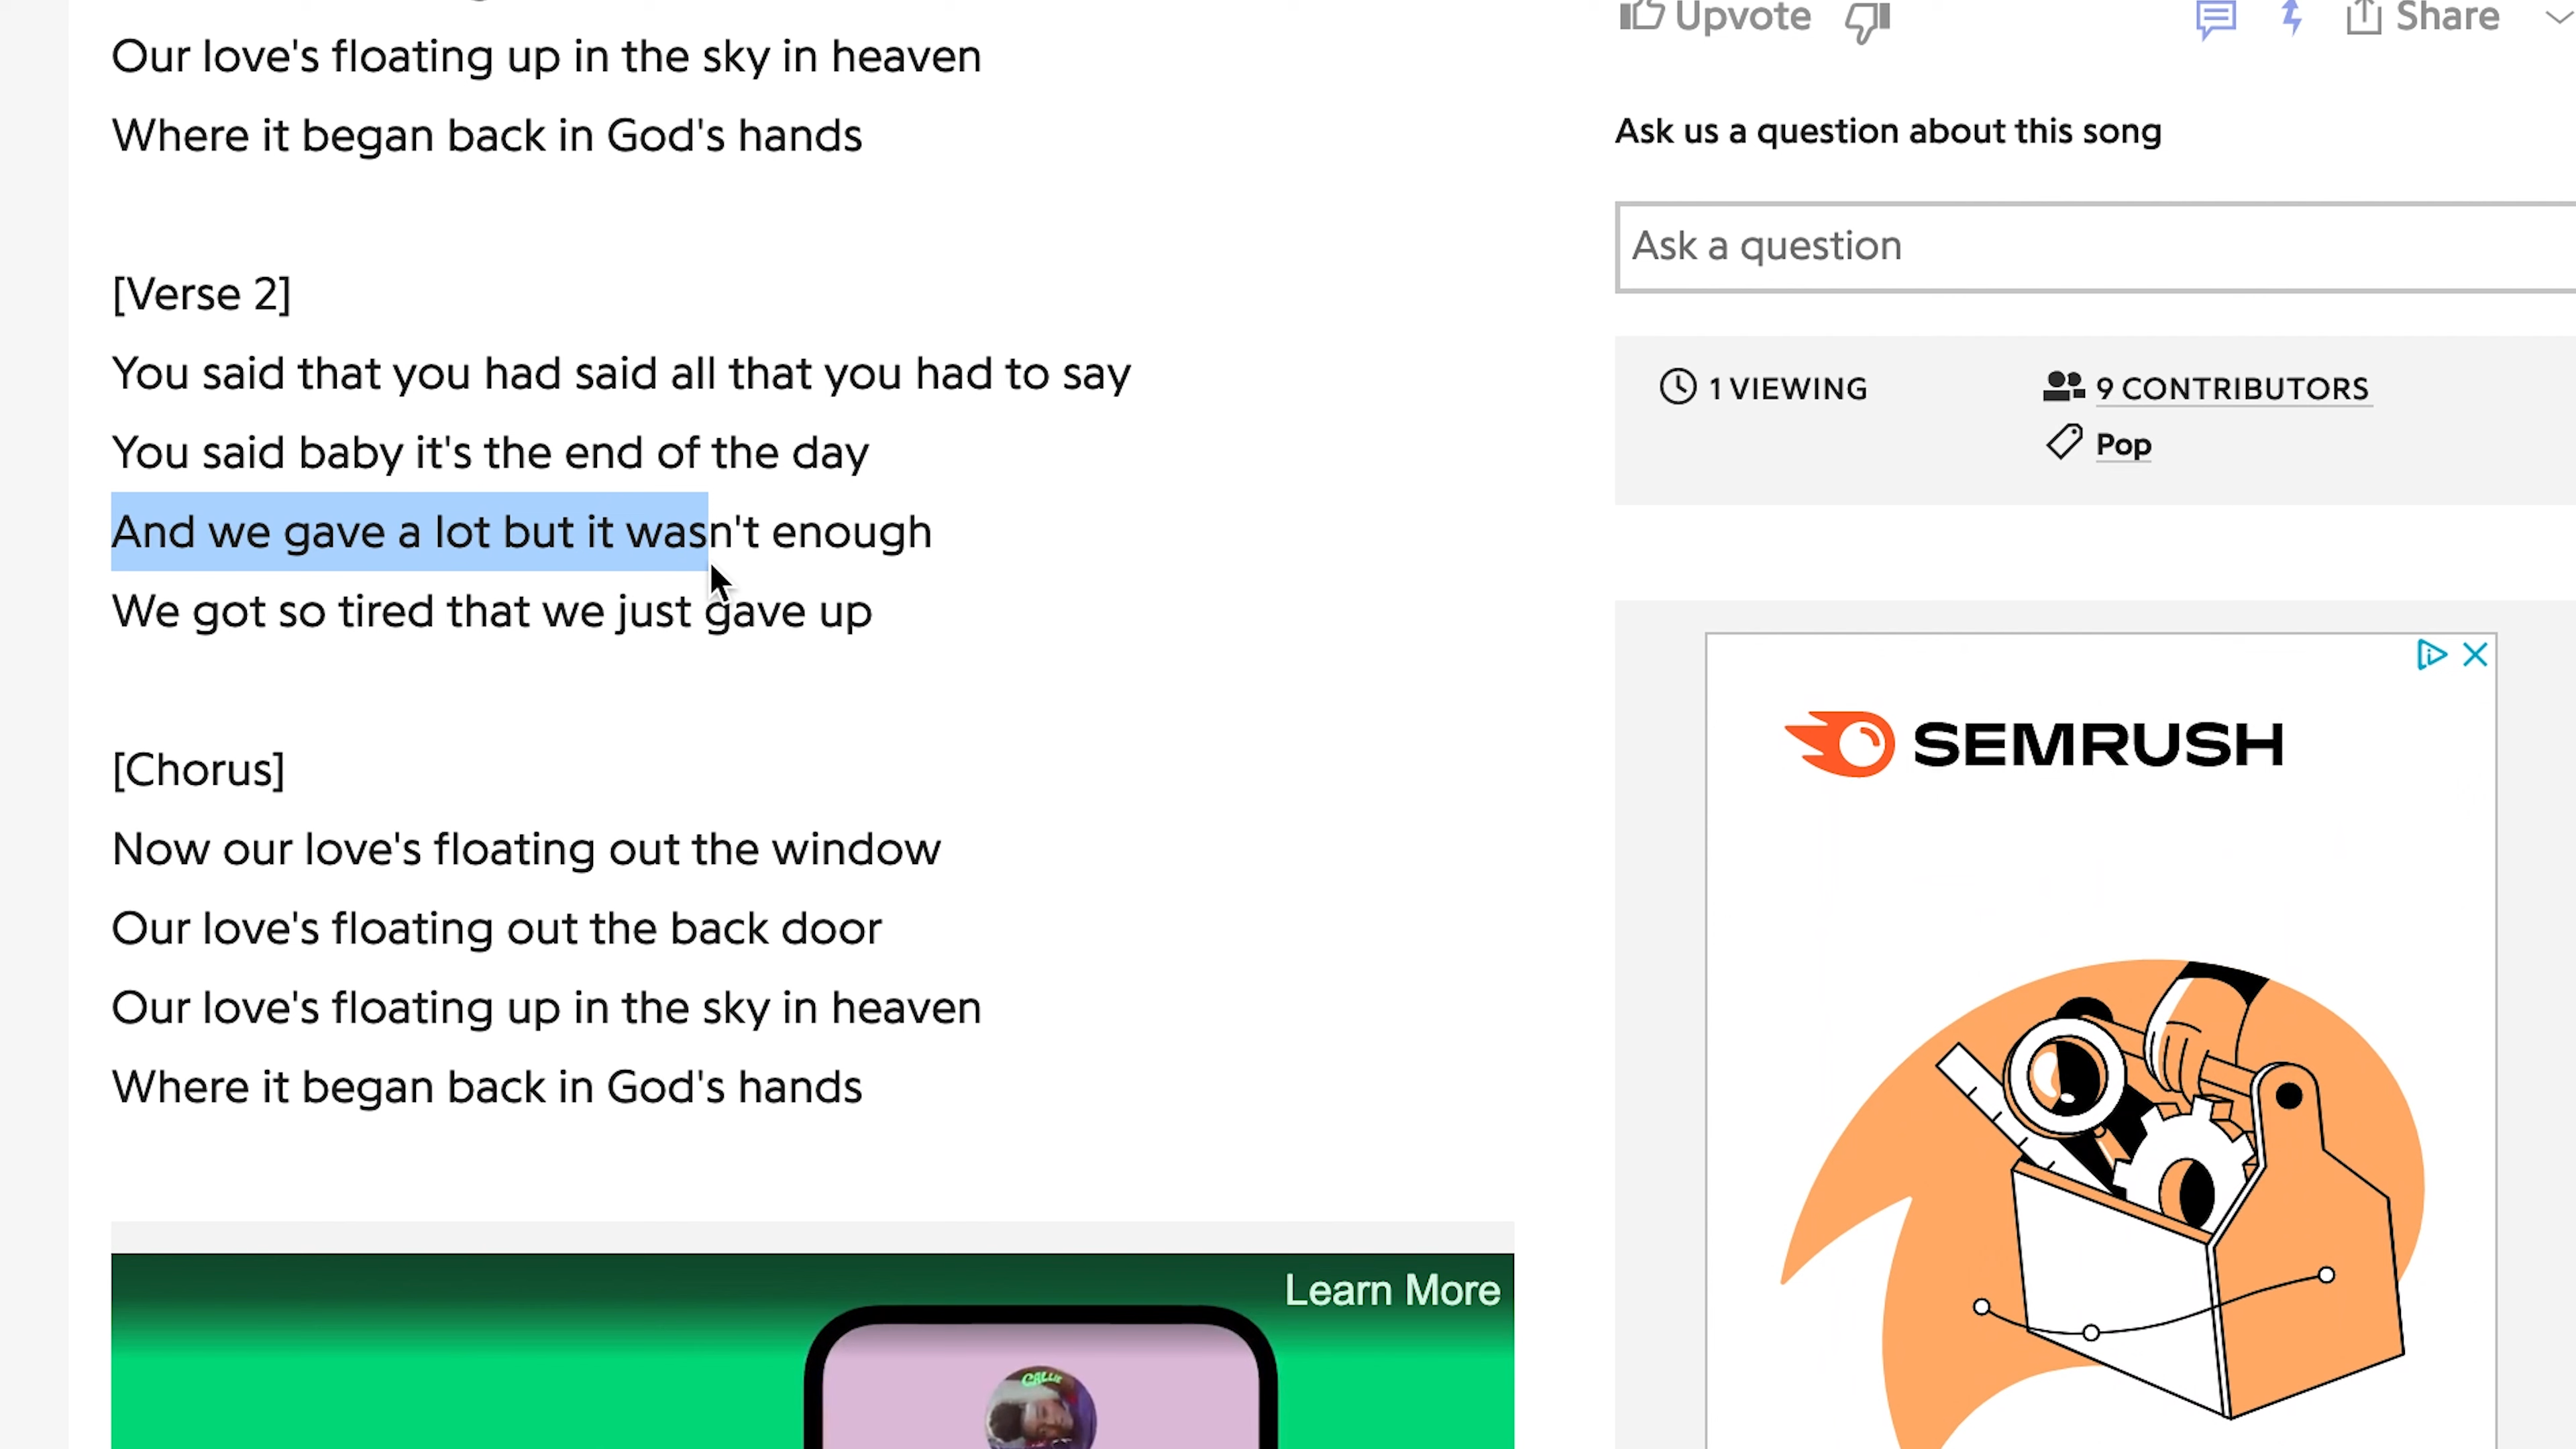 Our love's floating up in the sky in heaven
Where it began back in God's hands
[Verse 2]
You said that you had said all that you had to say
You said baby it's the end of the day
And we gave a lot but it wasn't enough
We got so tired that we just gave up
[Chorus]
Now our love's floating out the window
Our love's floating out the back door
Our love's floating up in the sky in heaven
Where it began back in God's hands
Learn More
CALLIE
Upvote
Share
Ask us a question about this song
Ask a question
1 VIEWING
9 CONTRIBUTORS
Pop
SEMRUSH